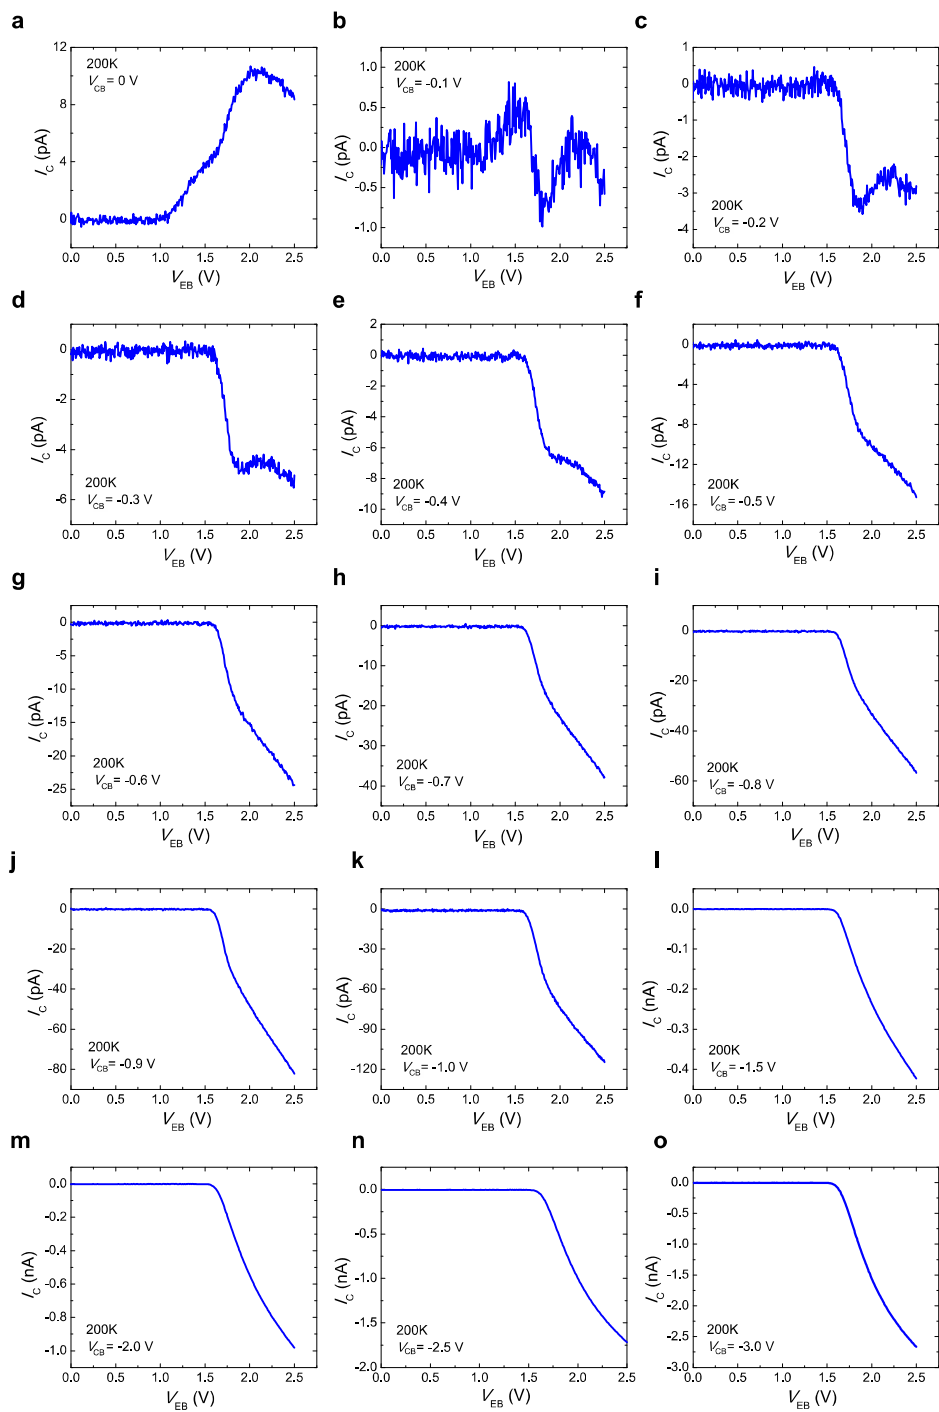 a
200K
V_CB= 0 V
12
8
4
0
I_C (pA)
0.0 0.5 1.0 1.5 2.0 2.5
V_EB (V)
b
200K
V_CB= -0.1 V
1.0
0.5
0.0
-0.5
-1.0
I_C (pA)
0.0 0.5 1.0 1.5 2.0 2.5
V_EB (V)
c
1
0
-1
-2
-3
-4
I_C (pA)
200K
V_CB= -0.2 V
0.0 0.5 1.0 1.5 2.0 2.5
V_EB (V)
d
0
-2
-4
-6
I_C (pA)
200K
V_CB= -0.3 V
0.0 0.5 1.0 1.5 2.0 2.5
V_EB (V)
e
2
0
-2
-4
-6
-8
-10
I_C (pA)
200K
V_CB= -0.4 V
0.0 0.5 1.0 1.5 2.0 2.5
V_EB (V)
f
0
-4
-8
-12
-16
I_C (pA)
200K
V_CB= -0.5 V
0.0 0.5 1.0 1.5 2.0 2.5
V_EB (V)
g
0
-5
-10
-15
-20
-25
I_C (pA)
200K
V_CB= -0.6 V
0.0 0.5 1.0 1.5 2.0 2.5
V_EB (V)
h
0
-10
-20
-30
-40
I_C (pA)
200K
V_CB= -0.7 V
0.0 0.5 1.0 1.5 2.0 2.5
V_EB (V)
i
0
-20
-40
-60
I_C (pA)
200K
V_CB= -0.8 V
0.0 0.5 1.0 1.5 2.0 2.5
V_EB (V)
j
0
-20
-40
-60
-80
I_C (pA)
200K
V_CB= -0.9 V
0.0 0.5 1.0 1.5 2.0 2.5
V_EB (V)
k
0
-30
-60
-90
-120
I_C (pA)
200K
V_CB= -1.0 V
0.0 0.5 1.0 1.5 2.0 2.5
V_EB (V)
l
0.0
-0.1
-0.2
-0.3
-0.4
I_C (nA)
200K
V_CB= -1.5 V
0.0 0.5 1.0 1.5 2.0 2.5
V_EB (V)
m
0.0
-0.2
-0.4
-0.6
-0.8
-1.0
I_C (nA)
200K
V_CB= -2.0 V
0.0 0.5 1.0 1.5 2.0 2.5
V_EB (V)
n
0.0
-0.5
-1.0
-1.5
-2.0
I_C (nA)
200K
V_CB= -2.5 V
0.0 0.5 1.0 1.5 2.0 2.5
V_EB (V)
o
0.0
-0.5
-1.0
-1.5
-2.0
-2.5
-3.0
I_C (nA)
200K
V_CB= -3.0 V
0.0 0.5 1.0 1.5 2.0 2.5
V_EB (V)